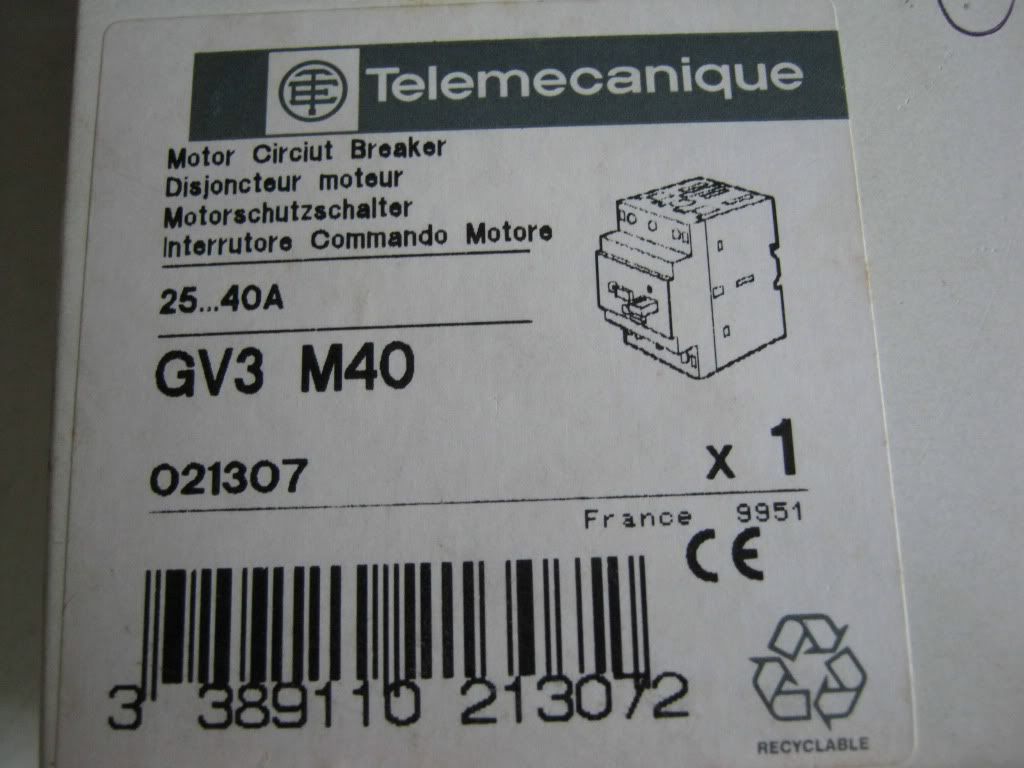 Telemecanique
Motor Circiut Breaker
Disjoncteur moteur
Motorschutzschalter
Interrutore Commando Motore
25...40A
GV3 M40
021307
x 1
France 9951
CE
3 389110 213072
RECYCLABLE